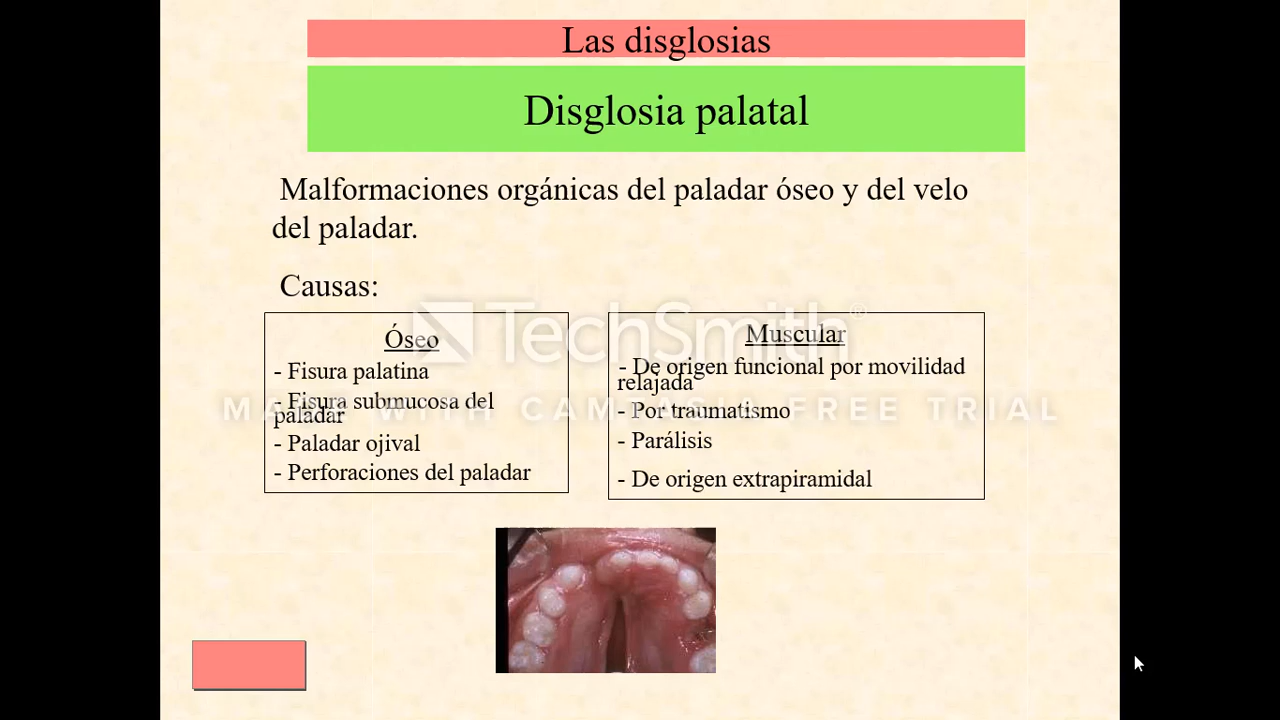 Las disglosias
Disglosia palatal
Malformaciones orgánicas del paladar óseo y del velo
del paladar.
Causas:
Óseo
- Fisura palatina
- Fisura submucosa del
paladar
- Paladar ojival
- Perforaciones del paladar
Muscular
- De origen funcional por movilidad
relajada
- Por traumatismo
- Parálisis
- De origen extrapiramidal
TechSmith®
MADE WITH CAMTASIA FREE TRIAL